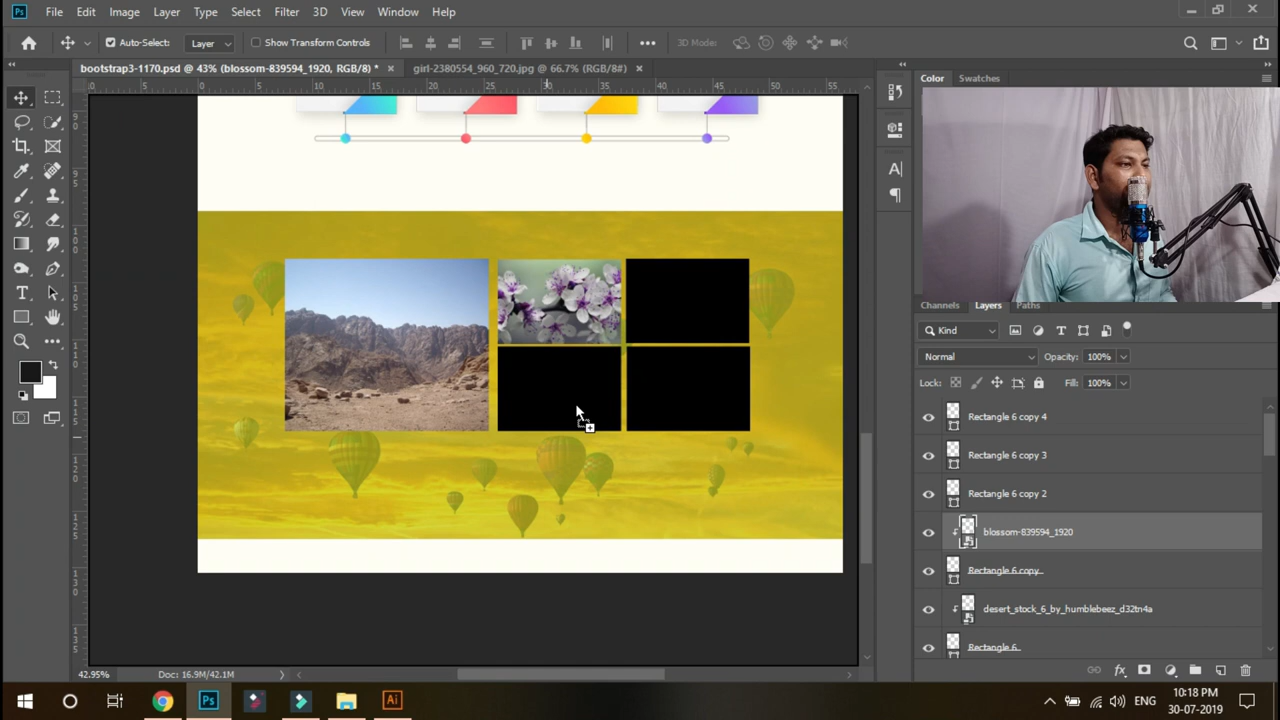 Ps File Edit Image Layer Type Select Filter 3D View Window Help
Auto-Select: Layer Show Transform Controls 3D Mode:
bootstrap3-1170.psd @ 43% (blossom-839594_1920, RGB/8) * × girl-2380554_960_720.jpg @ 66.7% (RGB/8#) ×
Color Swatches
Channels Layers Paths
Kind
Normal Opacity: 100%
Lock: Fill: 100%
Rectangle 6 copy 4
Rectangle 6 copy 3
Rectangle 6 copy 2
blossom-839594_1920
Rectangle 6 copy
desert_stock_6_by_humblebeez_d32tn4a
Rectangle 6
42.95% Doc: 16.9M/42.1M
Ps Ai ENG 10:18 PM
30-07-2019